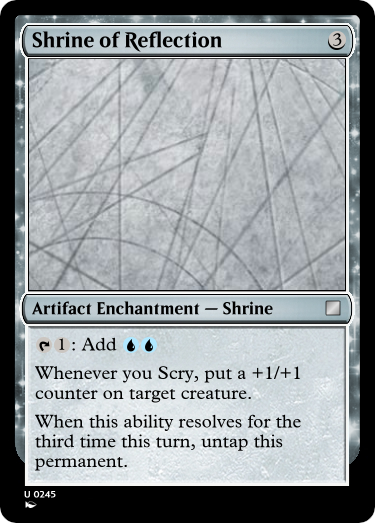 Shrine of Reflection 3
Artifact Enchantment — Shrine
1 : Add
Whenever you Scry, put a +1/+1
counter on target creature.
When this ability resolves for the
third time this turn, untap this
permanent.
U 0245